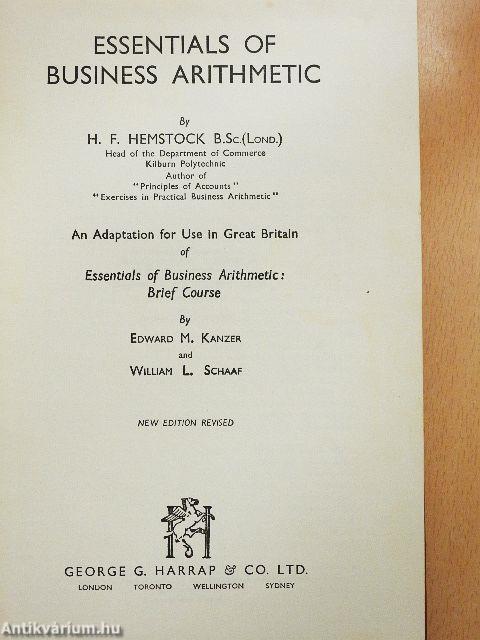 ESSENTIALS OF
BUSINESS ARITHMETIC
By
H. F. HEMSTOCK B.Sc.(LOND.)
Head of the Department of Commerce
Kilburn Polytechnic
Author of
"Principles of Accounts"
"Exercises in Practical Business Arithmetic"
An Adaptation for Use in Great Britain
of
Essentials of Business Arithmetic:
Brief Course
By
EDWARD M. KANZER
and
WILLIAM L. SCHAAF
NEW EDITION REVISED
H
GEORGE G. HARRAP & CO. LTD.
LONDON TORONTO WELLINGTON SYDNEY
Antikvárium.hu